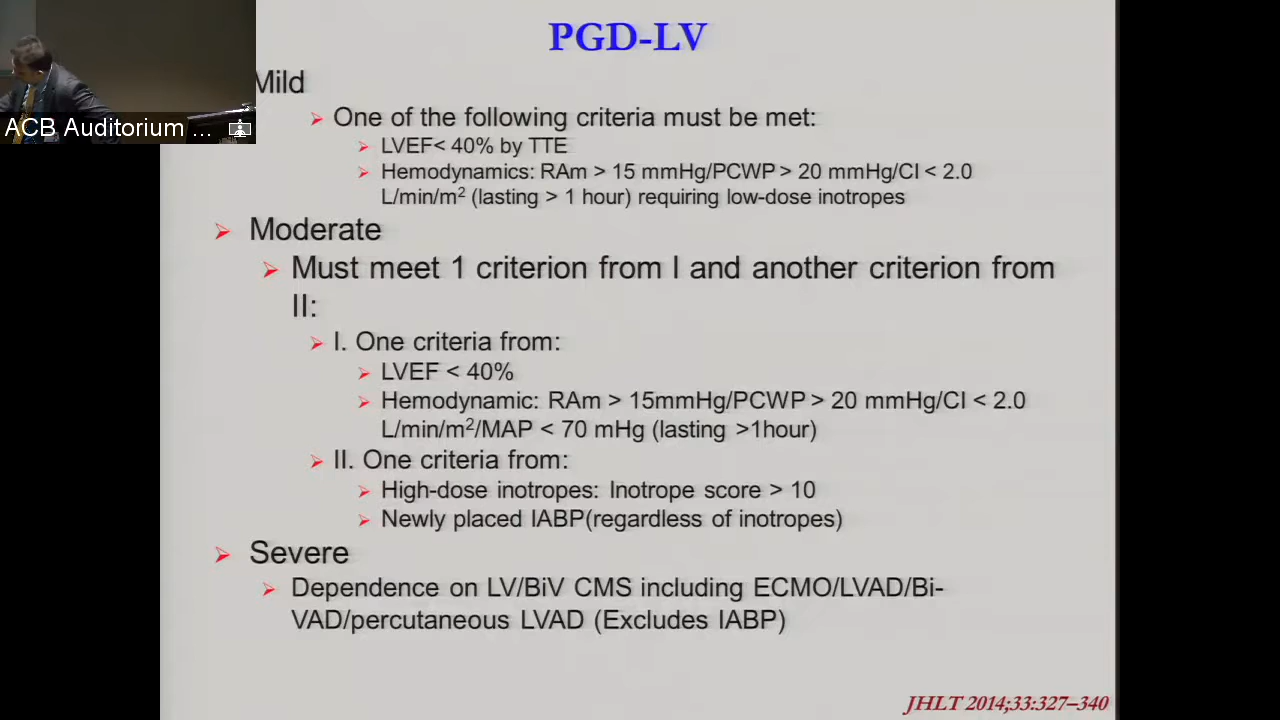 PGD-LV
ACB Auditorium ...
Mild
One of the following criteria must be met:
LVEF< 40% by TTE
Hemodynamics: RAm > 15 mmHg/PCWP > 20 mmHg/CI < 2.0
L/min/m² (lasting > 1 hour) requiring low-dose inotropes
Moderate
Must meet 1 criterion from I and another criterion from
II:
I. One criteria from:
LVEF < 40%
Hemodynamic: RAm > 15mmHg/PCWP > 20 mmHg/CI < 2.0
L/min/m²/MAP < 70 mHg (lasting >1hour)
II. One criteria from:
High-dose inotropes: Inotrope score > 10
Newly placed IABP(regardless of inotropes)
Severe
Dependence on LV/BiV CMS including ECMO/LVAD/Bi-
VAD/percutaneous LVAD (Excludes IABP)
JHLT 2014;33:327–340